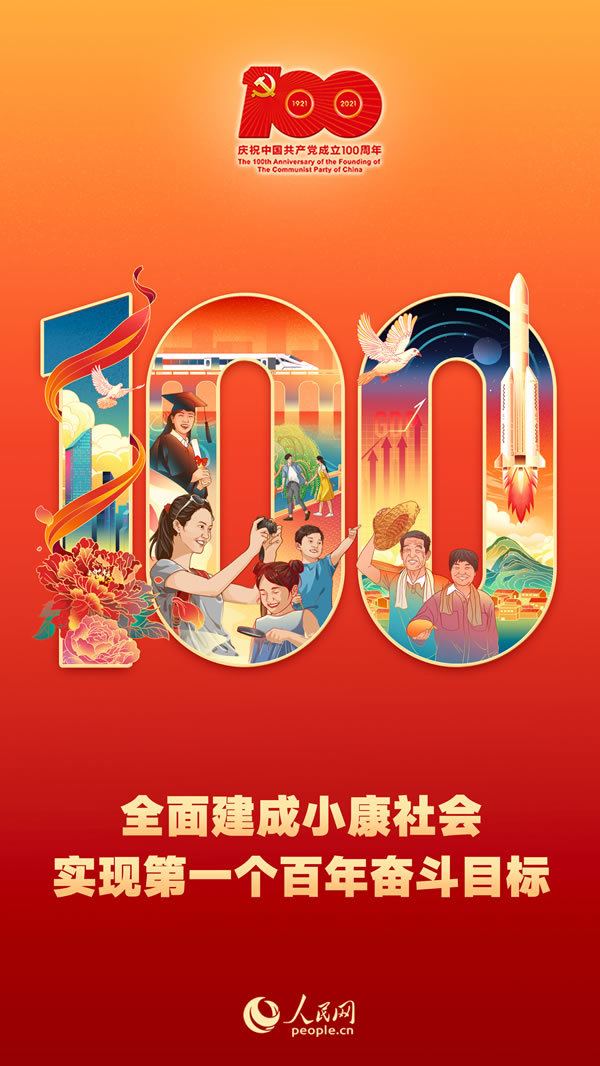 100
1921
2021
庆祝中国共产党成立100周年
The 100th Anniversary of the Founding of
The Communist Party of China
100
GDP
全面建成小康社会
实现第一个百年奋斗目标
人民网
people.cn